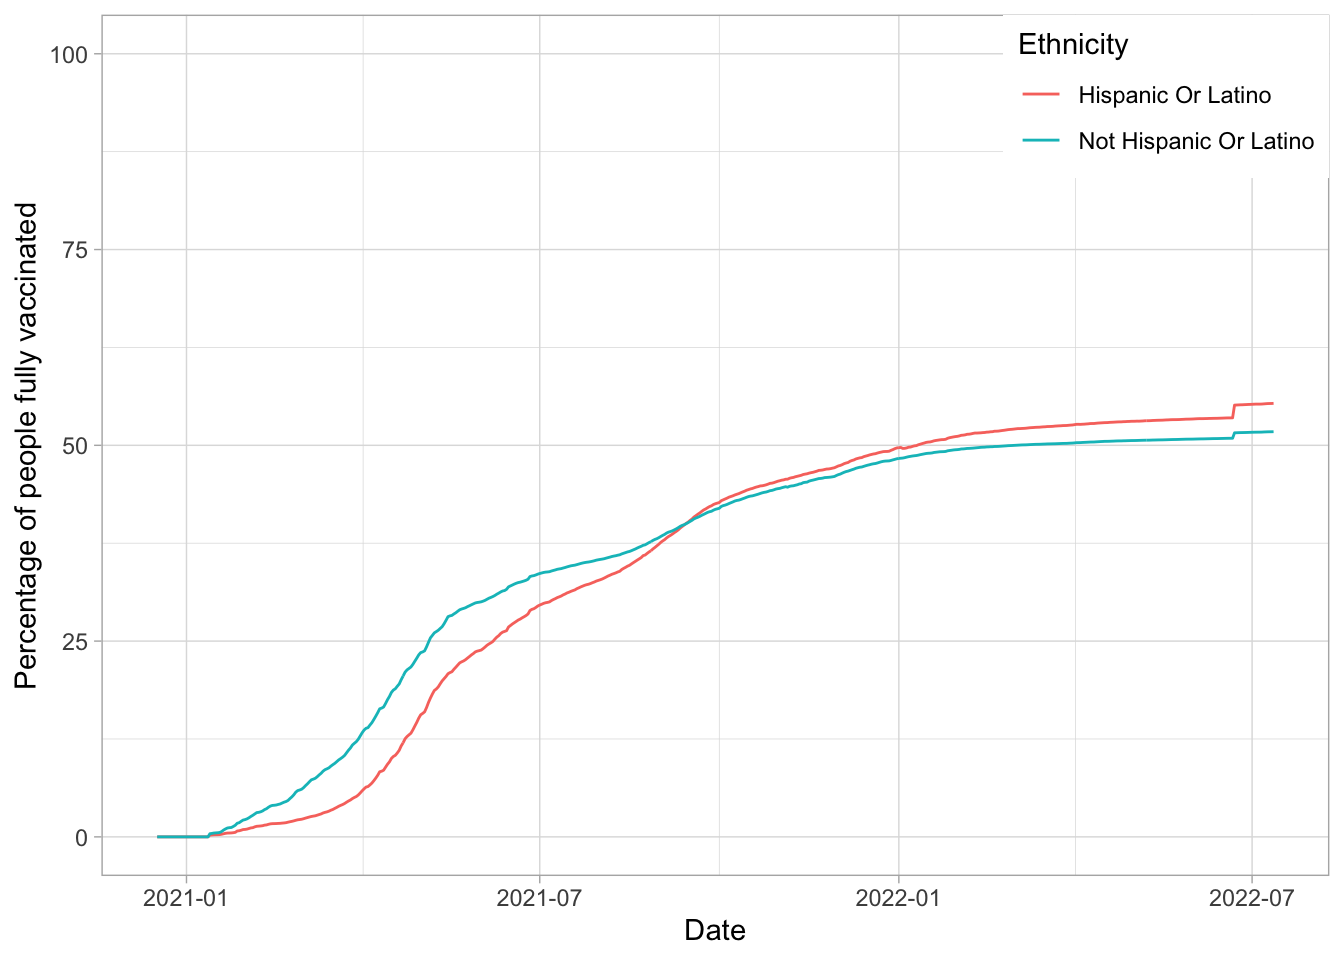 Ethnicity
Hispanic Or Latino
Not Hispanic Or Latino
Percentage of people fully vaccinated
100
75
50
25
0
2021-01
2021-07
2022-01
2022-07
Date